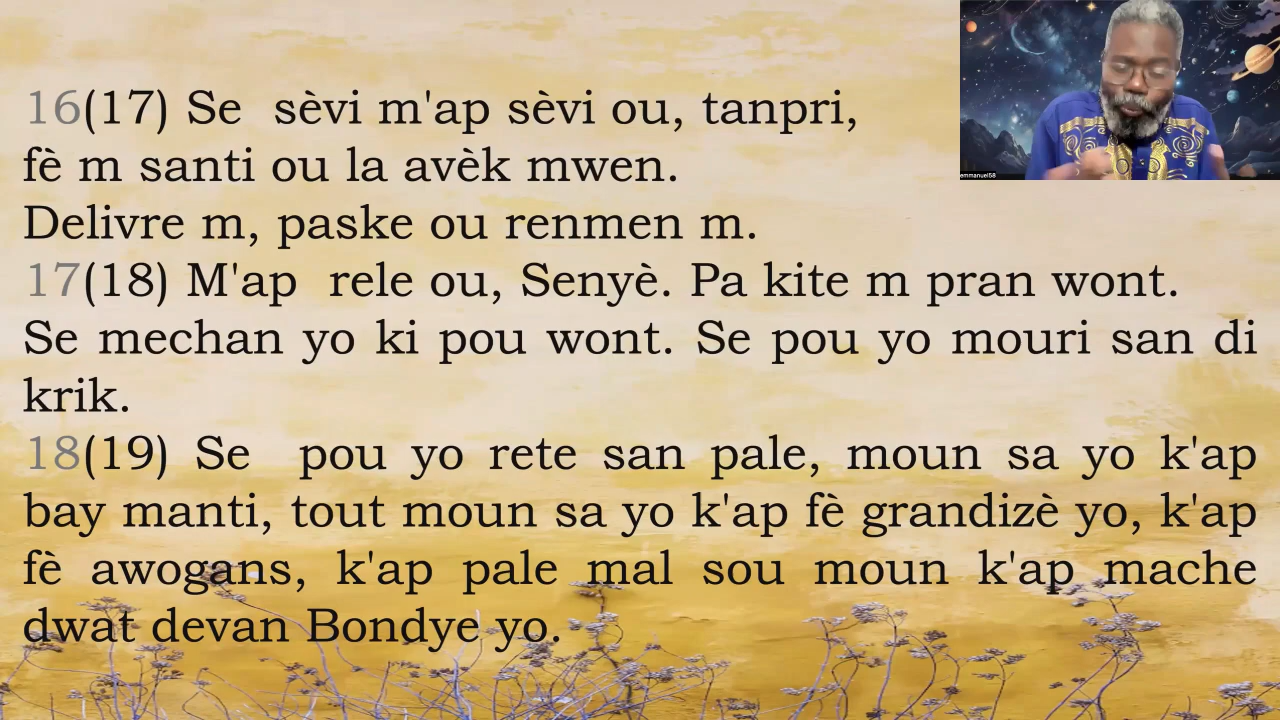 16(17) Se sèvi m'ap sèvi ou, tanpri,
fè m santi ou la avèk mwen.
Delivre m, paske ou renmen m.
17(18) M'ap rele ou, Senyè. Pa kite m pran wont.
Se mechan yo ki pou wont. Se pou yo mouri san di
krik.
18(19) Se pou yo rete san pale, moun sa yo k'ap
bay manti, tout moun sa yo k'ap fè grandizè yo, k'ap
fè awogans, k'ap pale mal sou moun k'ap mache
dwat devan Bondye yo.
emmanuel58